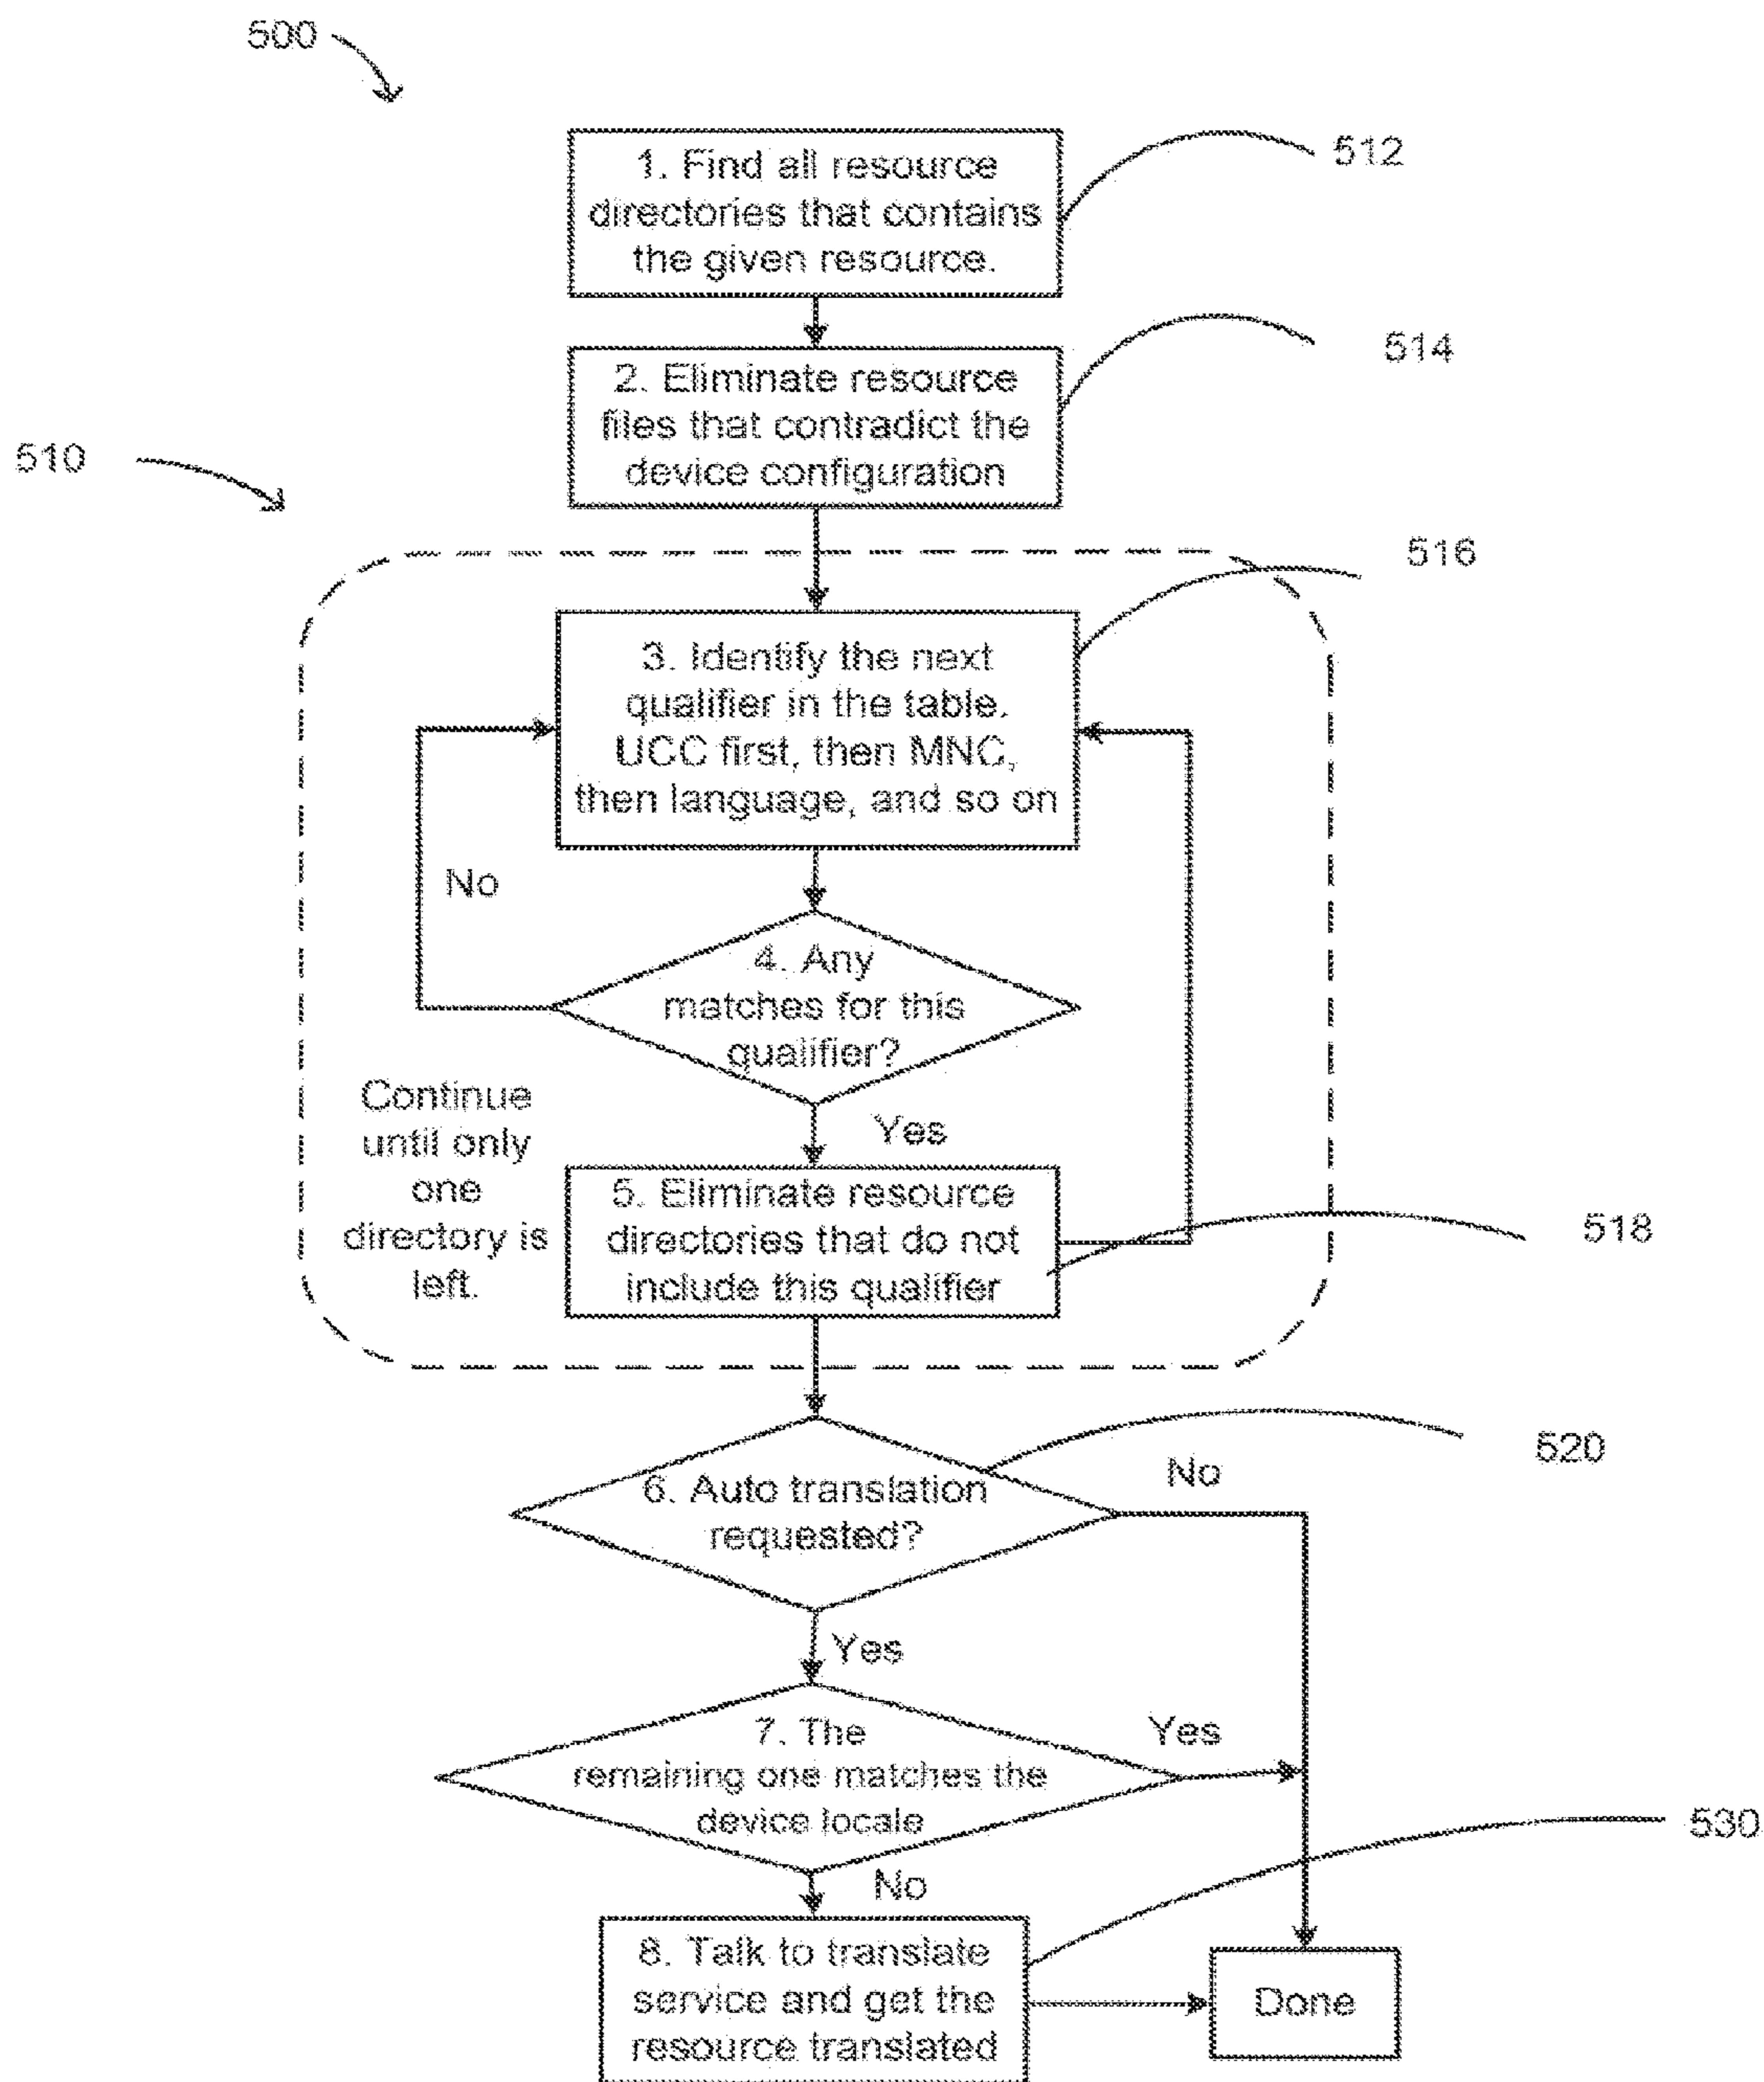 500
1. Find all resource
directories that contains
the given resource.
512
2. Eliminate resource
files that contradict the
device configuration
514
510
516
3. Identify the next
qualifier in the table.
UCC first, then MNC,
then language, and so on
No
4. Any
matches for this
qualifier?
Continue
until only
one
directory is
left.
Yes
5. Eliminate resource
directories that do not
include this qualifier
518
520
6. Auto translation
requested?
No
Yes
7. The
remaining one matches the
device locale
Yes
530
No
8. Talk to translate
service and get the
resource translated
Done